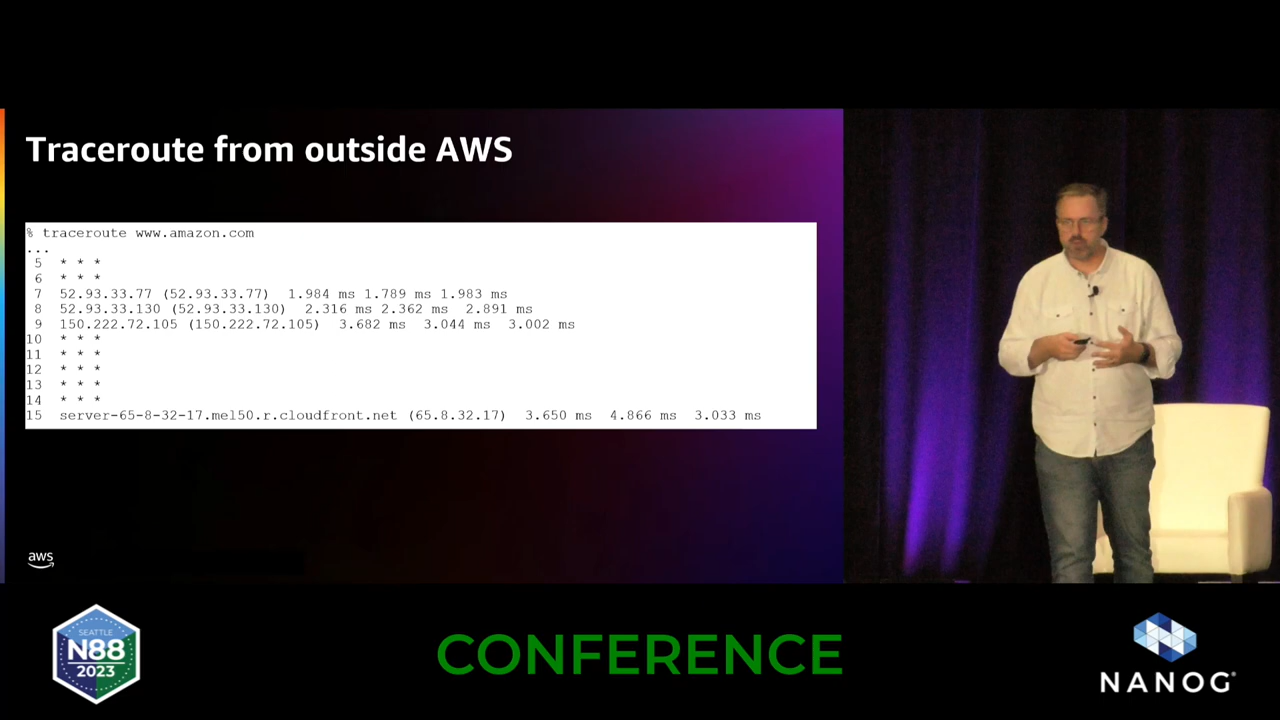 Traceroute from outside AWS
% traceroute www.amazon.com
...
5 * * *
6 * * *
7 52.93.33.77 (52.93.33.77) 1.984 ms 1.789 ms 1.983 ms
8 52.93.33.130 (52.93.33.130) 2.316 ms 2.362 ms 2.891 ms
9 150.222.72.105 (150.222.72.105) 3.682 ms 3.044 ms 3.002 ms
10 * * *
11 * * *
12 * * *
13 * * *
14 * * *
15 server-65-8-32-17.mel50.r.cloudfront.net (65.8.32.17) 3.650 ms 4.866 ms 3.033 ms
aws
SEATTLE
N88
2023
CONFERENCE
NANOG®